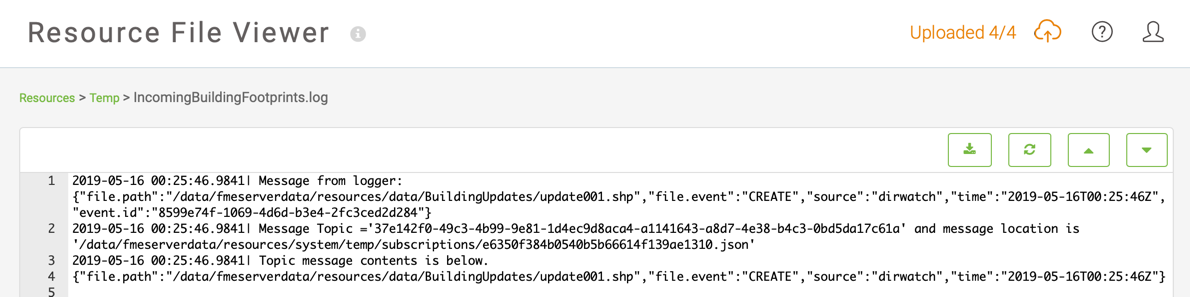 Resource File Viewer
Uploaded 4/4
Resources > Temp > IncomingBuildingFootprints.log
1 2019-05-16 00:25:46.9841| Message from logger:
{"file.path":"/data/fmeserverdata/resources/data/BuildingUpdates/update001.shp","file.event":"CREATE","source":"dirwatch","time":"2019-05-16T00:25:46Z",
"event.id":"8599e74f-1069-4d6d-b3e4-2fc3ced2d284"}
2 2019-05-16 00:25:46.9841| Message Topic ='37e142f0-49c3-4b99-9e81-1d4ec9d8aca4-a1141643-a8d7-4e38-b4c3-0bd5da17c61a' and message location is
'/data/fmeserverdata/resources/system/temp/subscriptions/e6350f384b0540b5b66614f139ae1310.json'
3 2019-05-16 00:25:46.9841| Topic message contents is below.
4 {"file.path":"/data/fmeserverdata/resources/data/BuildingUpdates/update001.shp","file.event":"CREATE","source":"dirwatch","time":"2019-05-16T00:25:46Z"}
5